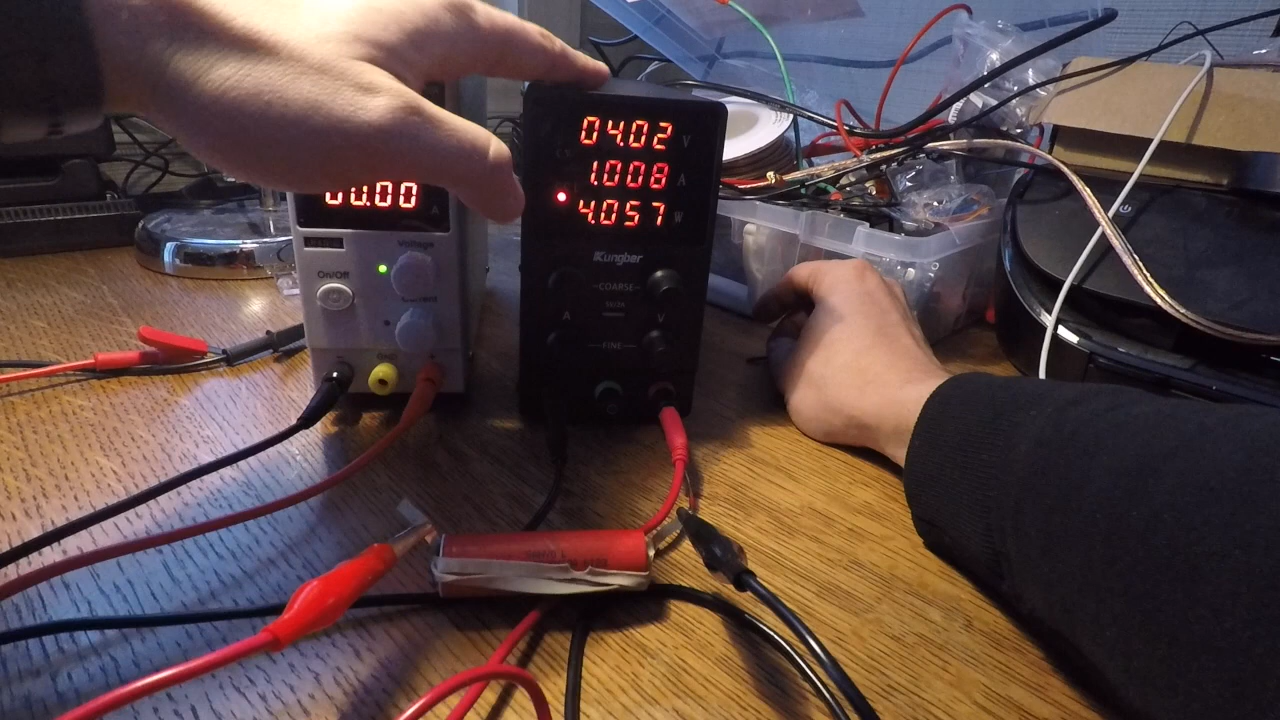 04.02 V
1.008 A
4.057 W
00.00 A
Kungber
Voltage
On/Off
Current
COARSE
A V
FINE